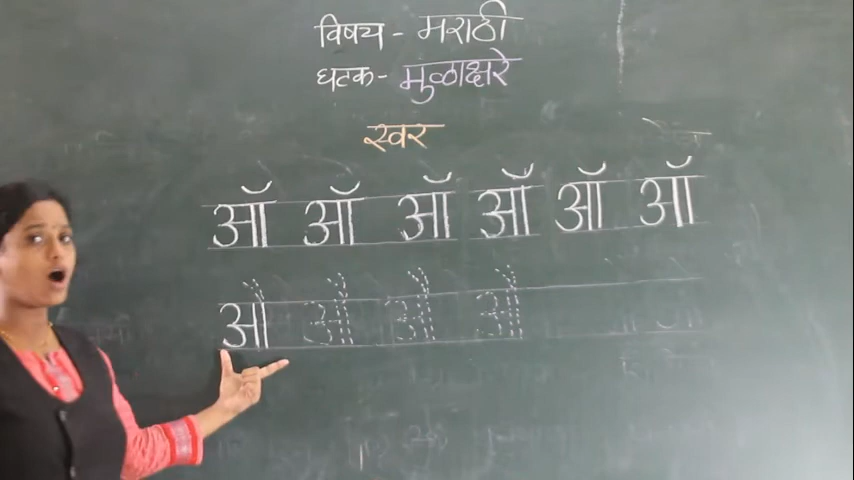 विषय - मराठी
घटक - मुळाक्षरे
स्वर
ऑ ऑ ऑ ऑ ऑ ऑ
औ औ औ औ